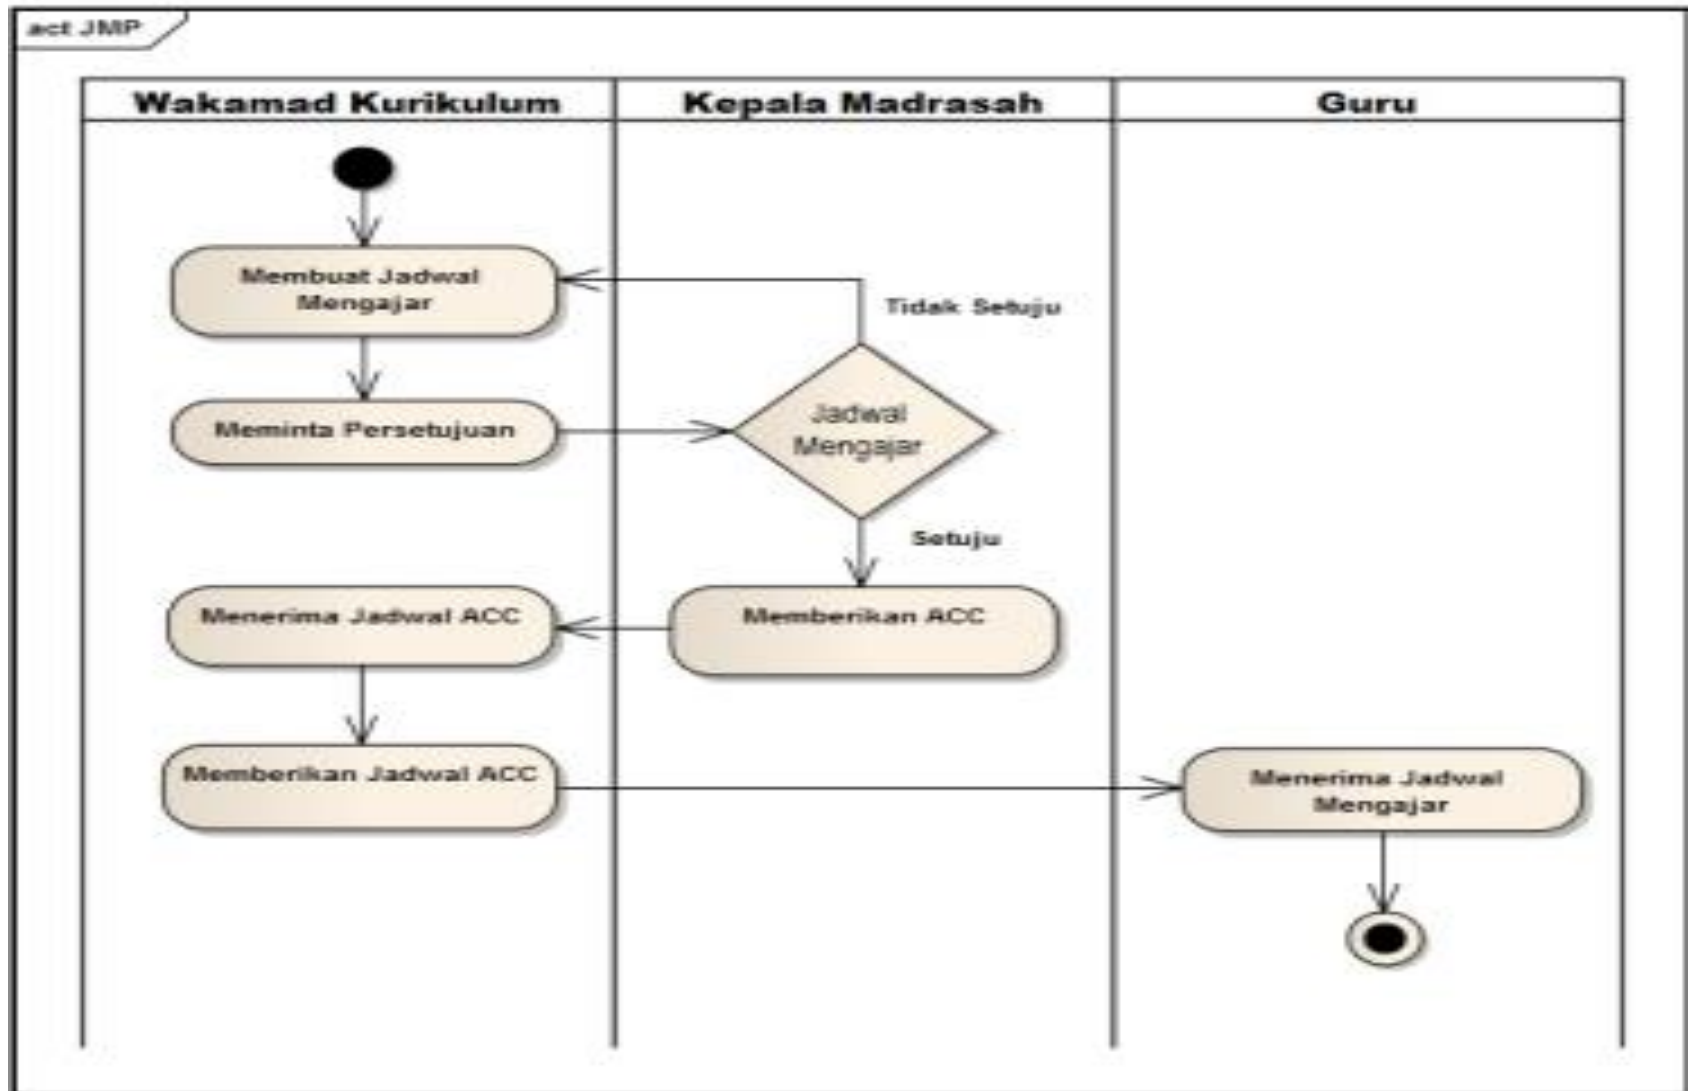 act JMP
Wakamad Kurikulum
Kepala Madrasah
Guru
Membuat Jadwal
Mengajar
Tidak Setuju
Meminta Persetujuan
Jadwal
Mengajar
Setuju
Menerima Jadwal ACC
Memberikan ACC
Memberikan Jadwal ACC
Menerima Jadwal
Mengajar